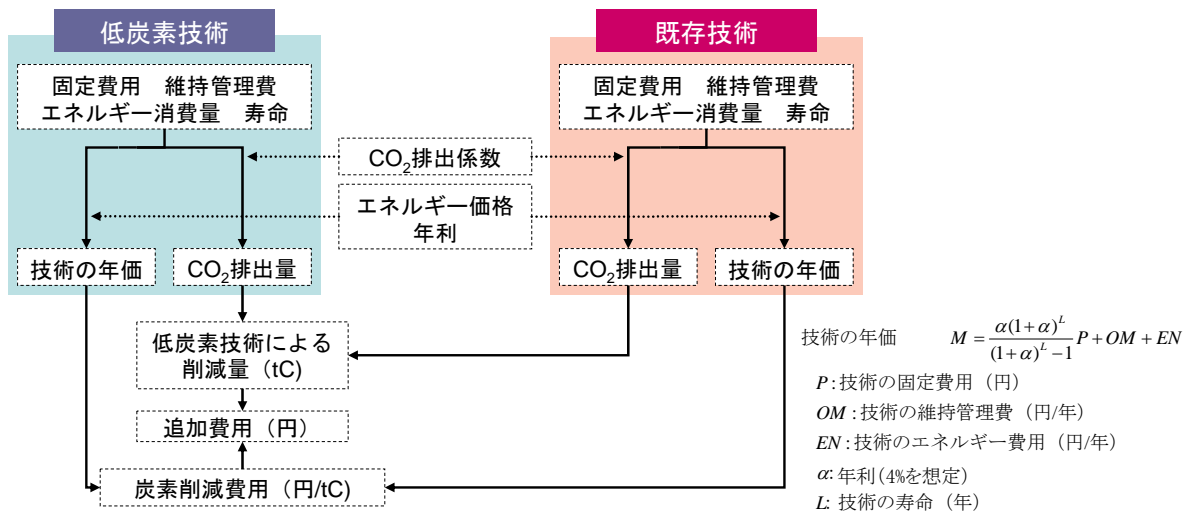 低炭素技術
既存技術
固定費用　維持管理費
エネルギー消費量　寿命
固定費用　維持管理費
エネルギー消費量　寿命
CO₂排出係数
エネルギー価格
年利
技術の年価
CO₂排出量
CO₂排出量
技術の年価
低炭素技術による
削減量（tC)
追加費用（円）
炭素削減費用（円/tC)
技術の年価　M = \frac{α(1+α)^L}{(1+α)^L −1} P + OM + EN
P : 技術の固定費用（円）
OM : 技術の維持管理費（円/年）
EN : 技術のエネルギー費用（円/年）
α: 年利(4%を想定)
L: 技術の寿命（年）